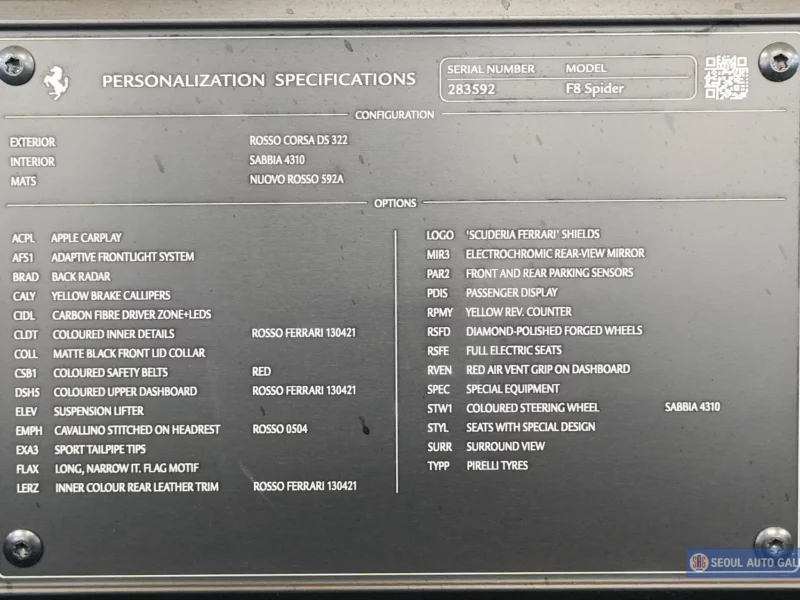 PERSONALIZATION SPECIFICATIONS
SERIAL NUMBER MODEL
283592 F8 Spider
CONFIGURATION
EXTERIOR ROSSO CORSA DS 322
INTERIOR SABBIA 4310
MATS NUOVO ROSSO 592A
OPTIONS
ACPL APPLE CARPLAY
AFS1 ADAPTIVE FRONTLIGHT SYSTEM
BRAD BACK RADAR
CALY YELLOW BRAKE CALLIPERS
CIDL CARBON FIBRE DRIVER ZONE+LEDS
CLDT COLOURED INNER DETAILS ROSSO FERRARI 130421
COLL MATTE BLACK FRONT LID COLLAR
CSB1 COLOURED SAFETY BELTS RED
DSHS COLOURED UPPER DASHBOARD ROSSO FERRARI 130421
ELEV SUSPENSION LIFTER
EMPH CAVALLINO STITCHED ON HEADREST ROSSO 0504
EXA3 SPORT TAILPIPE TIPS
FLAX LONG, NARROW IT. FLAG MOTIF
LERZ INNER COLOUR REAR LEATHER TRIM ROSSO FERRARI 130421
LOGO 'SCUDERIA FERRARI' SHIELDS
MIR3 ELECTROCHROMIC REAR-VIEW MIRROR
PAR2 FRONT AND REAR PARKING SENSORS
PDIS PASSENGER DISPLAY
RPMY YELLOW REV. COUNTER
RSFD DIAMOND-POLISHED FORGED WHEELS
RSFE FULL ELECTRIC SEATS
RVEN RED AIR VENT GRIP ON DASHBOARD
SPEC SPECIAL EQUIPMENT
STW1 COLOURED STEERING WHEEL SABBIA 4310
STYL SEATS WITH SPECIAL DESIGN
SURR SURROUND VIEW
TYPP PIRELLI TYRES
SAG SEOUL AUTO GALL